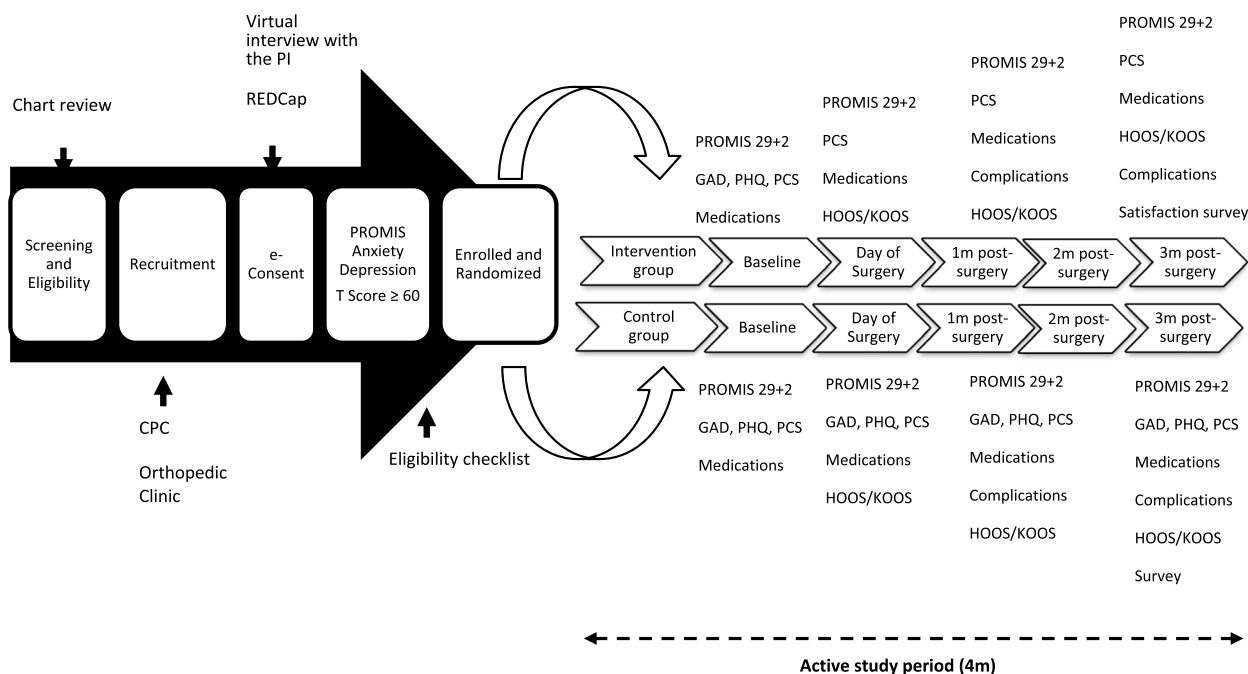 Chart review
Virtual
interview with
the PI
REDCap
Screening
and
Eligibility
Recruitment
e-
Consent
PROMIS
Anxiety
Depression
T Score ≥ 60
Enrolled and
Randomized
CPC
Orthopedic
Clinic
Eligibility checklist
PROMIS 29+2
GAD, PHQ, PCS
Medications
PROMIS 29+2
PCS
Medications
HOOS/KOOS
PROMIS 29+2
PCS
Medications
Complications
HOOS/KOOS
PROMIS 29+2
PCS
Medications
HOOS/KOOS
Complications
Satisfaction survey
Intervention
group
Baseline
Day of
Surgery
1m post-
surgery
2m post-
surgery
3m post-
surgery
Control
group
Baseline
Day of
Surgery
1m post-
surgery
2m post-
surgery
3m post-
surgery
PROMIS 29+2
GAD, PHQ, PCS
Medications
PROMIS 29+2
GAD, PHQ, PCS
Medications
HOOS/KOOS
PROMIS 29+2
GAD, PHQ, PCS
Medications
Complications
HOOS/KOOS
PROMIS 29+2
GAD, PHQ, PCS
Medications
Complications
HOOS/KOOS
Survey
Active study period (4m)